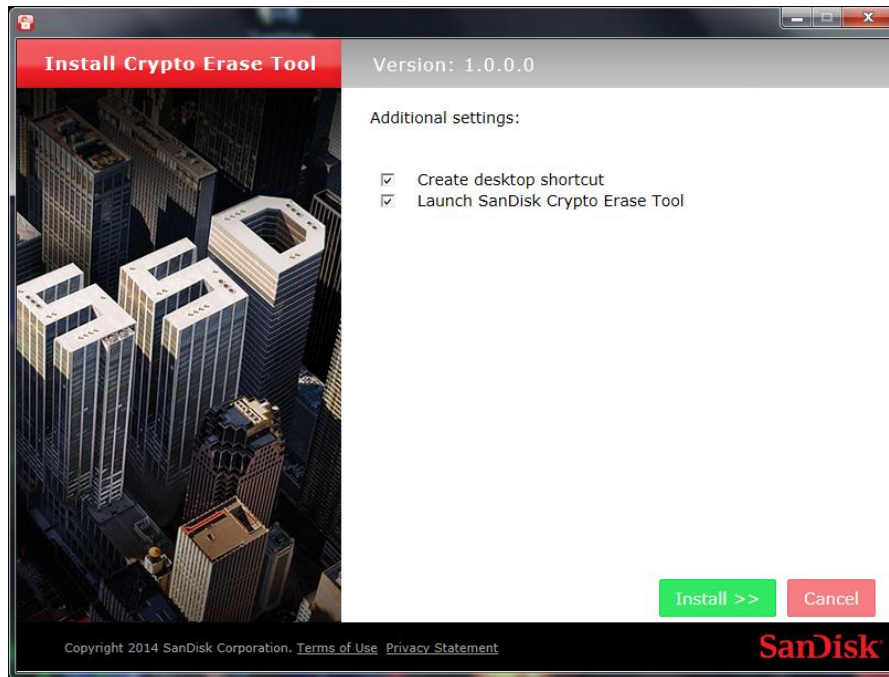 Install Crypto Erase Tool
Version: 1.0.0.0
Additional settings:
Create desktop shortcut
Launch SanDisk Crypto Erase Tool
Install >>
Cancel
Copyright 2014 SanDisk Corporation. Terms of Use Privacy Statement
SanDisk
SSD